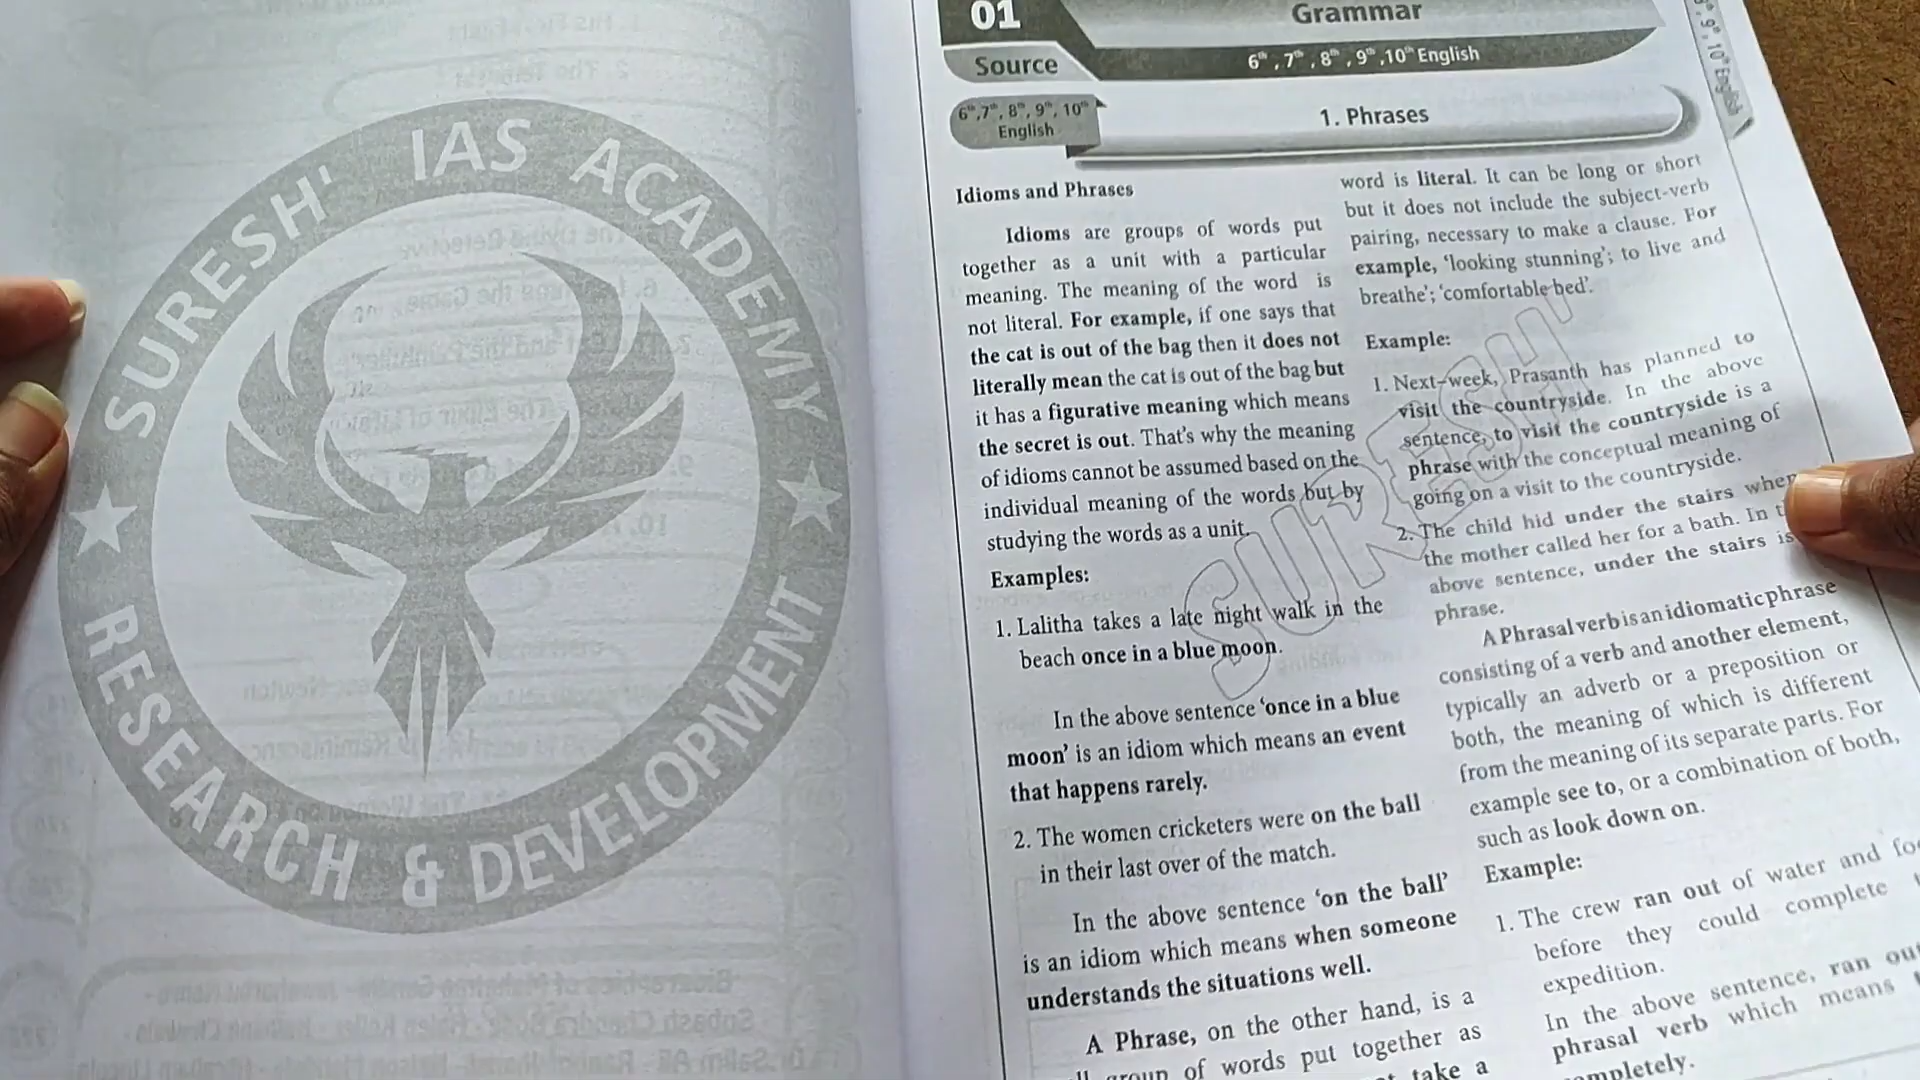 SURESH' IAS ACADEMY
RESEARCH & DEVELOPMENT
01
Grammar
Source
6th, 7th, 8th, 9th, 10th English
6th,7th, 8th, 9th, 10th
English
1. Phrases
9th, 10th English
Idioms and Phrases
Idioms are groups of words put
together as a unit with a particular
meaning. The meaning of the word is
not literal. For example, if one says that
the cat is out of the bag then it does not
literally mean the cat is out of the bag but
it has a figurative meaning which means
the secret is out. That's why the meaning
of idioms cannot be assumed based on the
individual meaning of the words but by
studying the words as a unit.
Examples:
1. Lalitha takes a late night walk in the
beach once in a blue moon.
In the above sentence 'once in a blue
moon' is an idiom which means an event
that happens rarely.
2. The women cricketers were on the ball
in their last over of the match.
In the above sentence 'on the ball'
is an idiom which means when someone
understands the situations well.
A Phrase, on the other hand, is a
group of words put together as
take a
word is literal. It can be long or short
but it does not include the subject-verb
pairing, necessary to make a clause. For
example, 'looking stunning'; to live and
breathe'; 'comfortable bed'.
Example:
1. Next-week, Prasanth has planned to
visit the countryside. In the above
sentence, to visit the countryside is a
phrase with the conceptual meaning of
going on a visit to the countryside.
2. The child hid under the stairs when
the mother called her for a bath. In
above sentence, under the stairs is
phrase.
A Phrasal verb is an idiomatic phrase
consisting of a verb and another element,
typically an adverb or a preposition or
both, the meaning of which is different
from the meaning of its separate parts. For
example see to, or a combination of both,
such as look down on.
Example:
1. The crew ran out of water and
before they could complete
expedition.
In the above sentence, ran out
phrasal verb which means
SURESH'